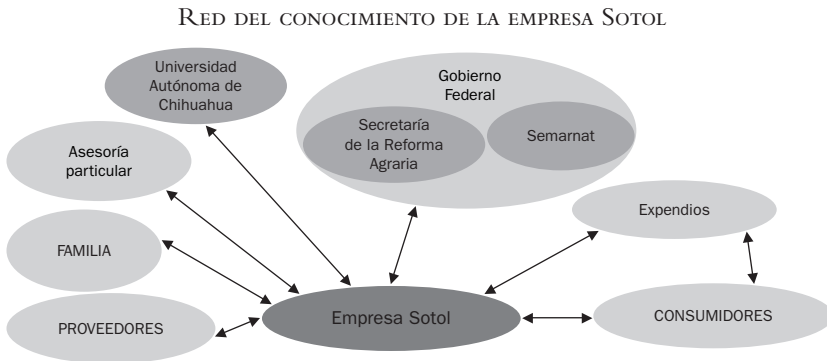 Red del conocimiento de la empresa Sotol
Universidad
Autónoma de
Chihuahua
Gobierno
Federal
Secretaría
de la Reforma
Agraria
Semarnat
Asesoría
particular
Expendios
FAMILIA
PROVEEDORES
Empresa Sotol
CONSUMIDORES